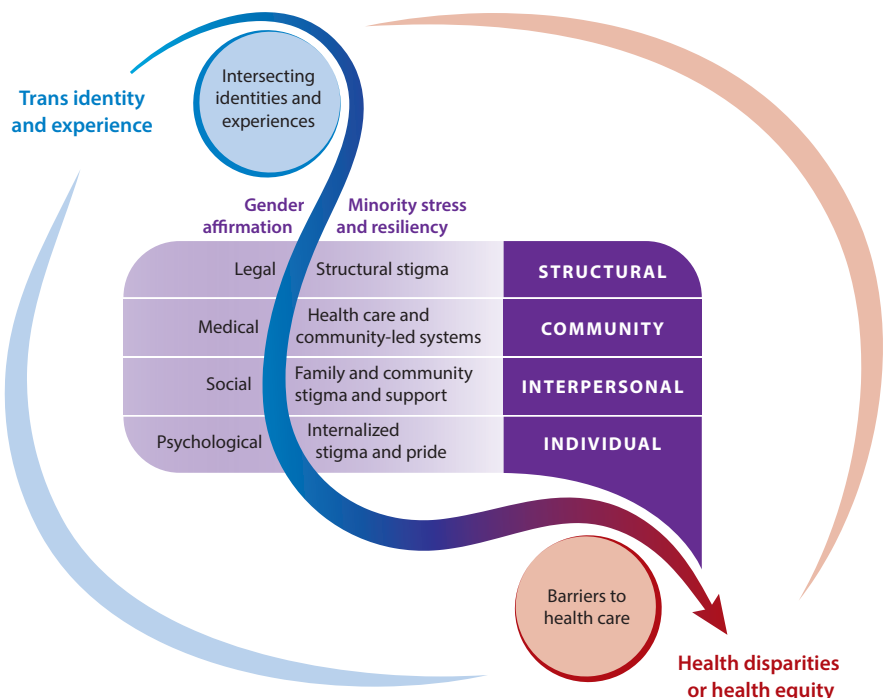 Trans identity
and experience
Intersecting
identities and
experiences
Gender
affirmation
Minority stress
and resiliency
Legal
Structural stigma
STRUCTURAL
Medical
Health care and
community-led systems
COMMUNITY
Social
Family and community
stigma and support
INTERPERSONAL
Psychological
Internalized
stigma and pride
INDIVIDUAL
Barriers to
health care
Health disparities
or health equity